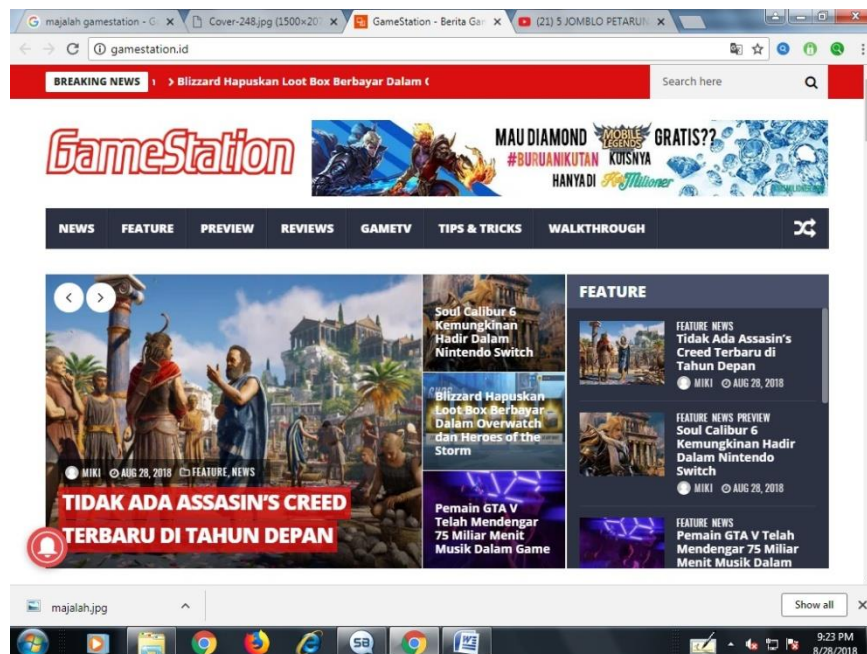 majalah gamestation - G
Cover-248.jpg (1500×20
GameStation - Berita Gar
(21) 5 JOMBLO PETARUN
gamestation.id
BREAKING NEWS
Blizzard Hapuskan Loot Box Berbayar Dalam
Search here
GameStation
MAU DIAMOND MOBILE LEGENDS GRATIS??
#BURUANIKUTAN KUISNYA
HANYA DI
NEWS FEATURE PREVIEW REVIEWS GAMETV TIPS & TRICKS WALKTHROUGH
MIKI AUG 28, 2018 FEATURE, NEWS
TIDAK ADA ASSASIN'S CREED
TERBARU DI TAHUN DEPAN
Soul Calibur 6
Kemungkinan
Hadir Dalam
Nintendo Switch
Blizzard Hapuskan
Loot Box Berbayar
Dalam Overwatch
dan Heroes of the
Storm
Pemain GTA V
Telah Mendengar
75 Miliar Menit
Musik Dalam Game
FEATURE
FEATURE NEWS
Tidak Ada Assasin's
Creed Terbaru di
Tahun Depan
MIKI AUG 28, 2018
FEATURE NEWS PREVIEW
Soul Calibur 6
Kemungkinan Hadir
Dalam Nintendo
Switch
MIKI AUG 28, 2018
FEATURE NEWS
Pemain GTA V Telah
Mendengar 75 Miliar
Menit Musik Dalam
majalah.jpg
Show all
9:23 PM
8/28/2018